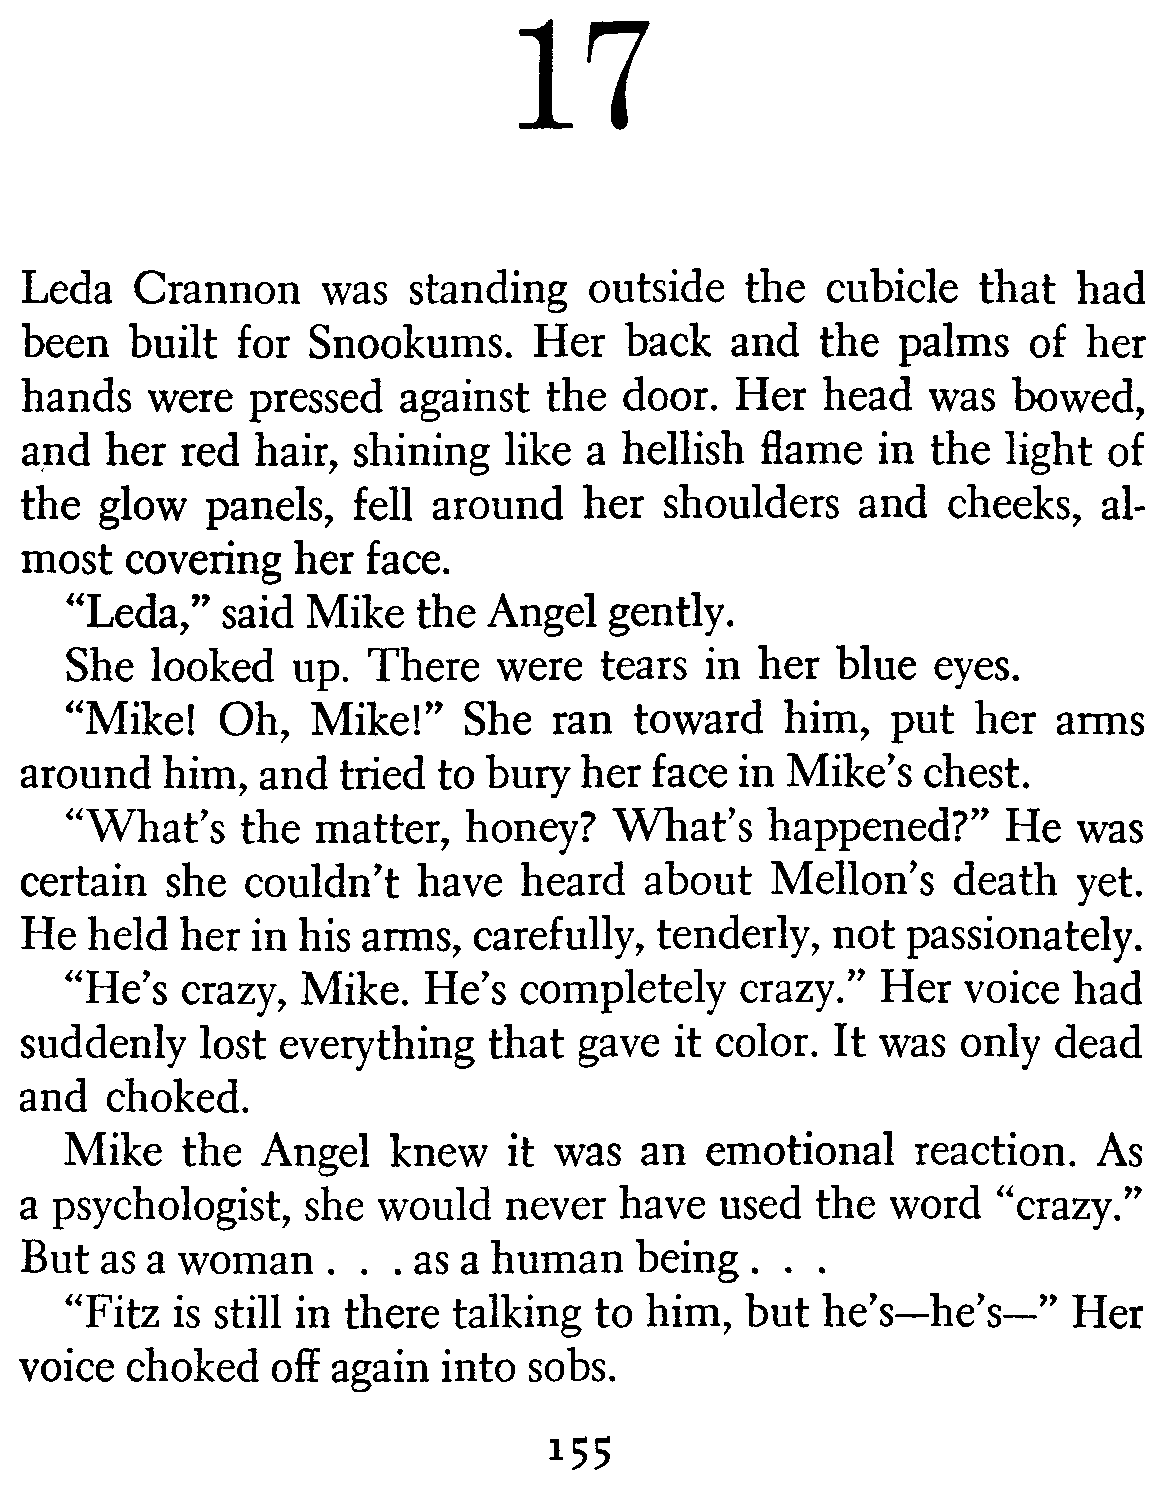 17
Leda Crannon was standing outside the cubicle that had
been built for Snookums. Her back and the palms of her
hands were pressed against the door. Her head was bowed,
and her red hair, shining like a hellish flame in the light of
the glow panels, fell around her shoulders and cheeks, al-
most covering her face.
“Leda,” said Mike the Angel gently.
She looked up. There were tears in her blue eyes.
“Mike! Oh, Mike!” She ran toward him, put her arms
around him, and tried to bury her face in Mike’s chest.
“What’s the matter, honey? What’s happened?” He was
certain she couldn’t have heard about Mellon’s death yet.
He held her in his arms, carefully, tenderly, not passionately.
“He’s crazy, Mike. He’s completely crazy.” Her voice had
suddenly lost everything that gave it color. It was only dead
and choked.
Mike the Angel knew it was an emotional reaction. As
a psychologist, she would never have used the word “crazy.”
But as a woman . . . as a human being . . .
“Fitz is still in there talking to him, but he’s—he’s—” Her
voice choked off again into sobs.
155